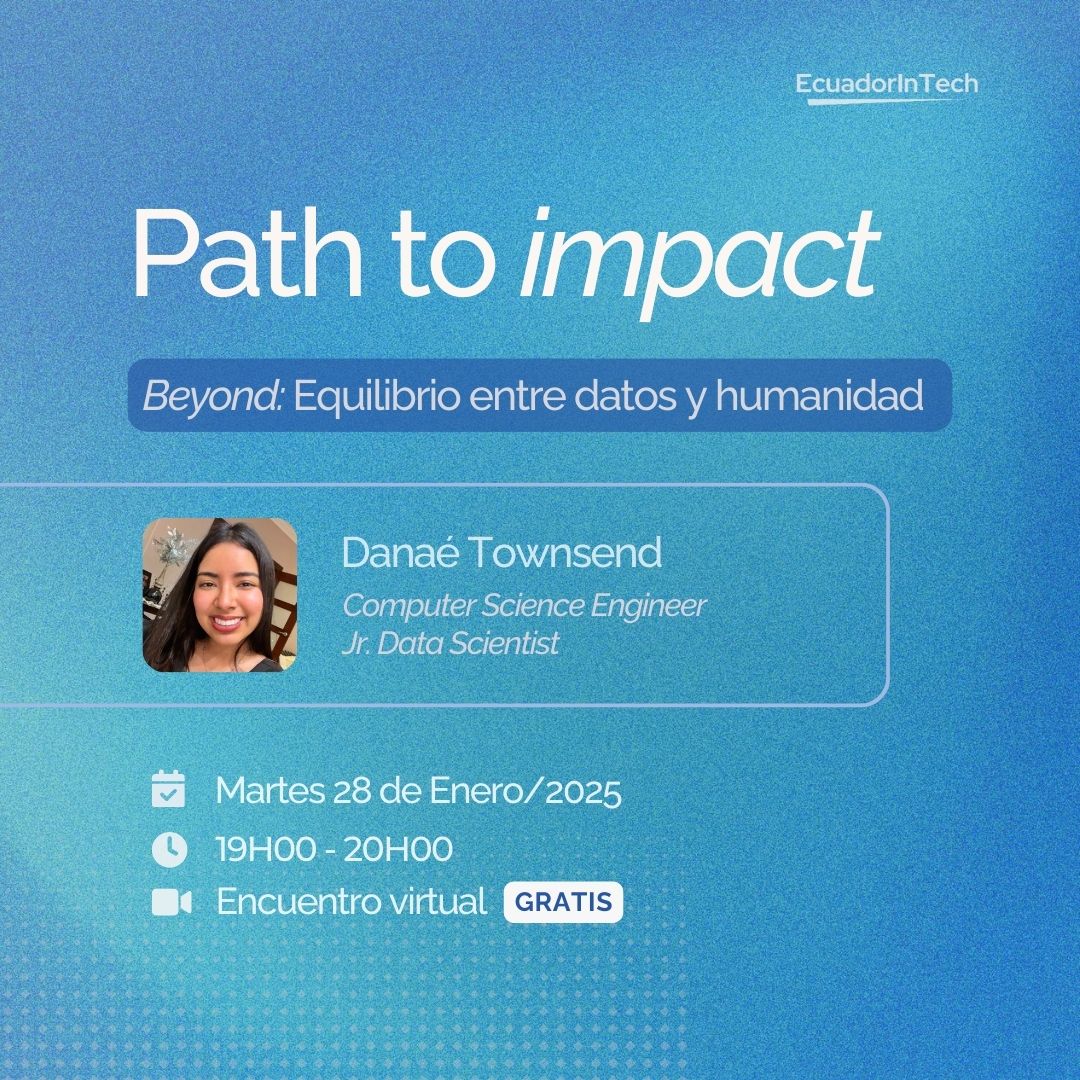 EcuadorInTech
Path to impact
Beyond: Equilibrio entre datos y humanidad
Danaé Townsend
Computer Science Engineer
Jr. Data Scientist
Martes 28 de Enero/2025
19H00 - 20H00
Encuentro virtual GRATIS